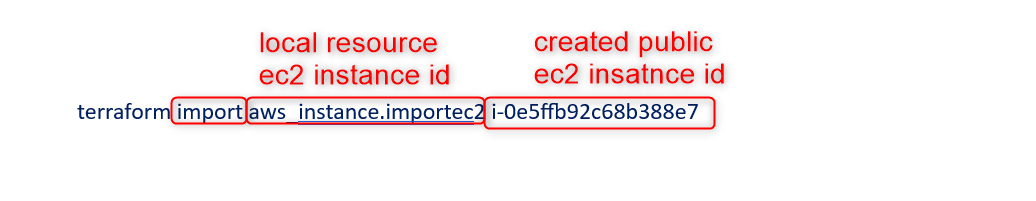 local resource
ec2 instance id
created public
ec2 insatnce id
terraform import aws_instance.importec2 i-0e5ffb92c68b388e7